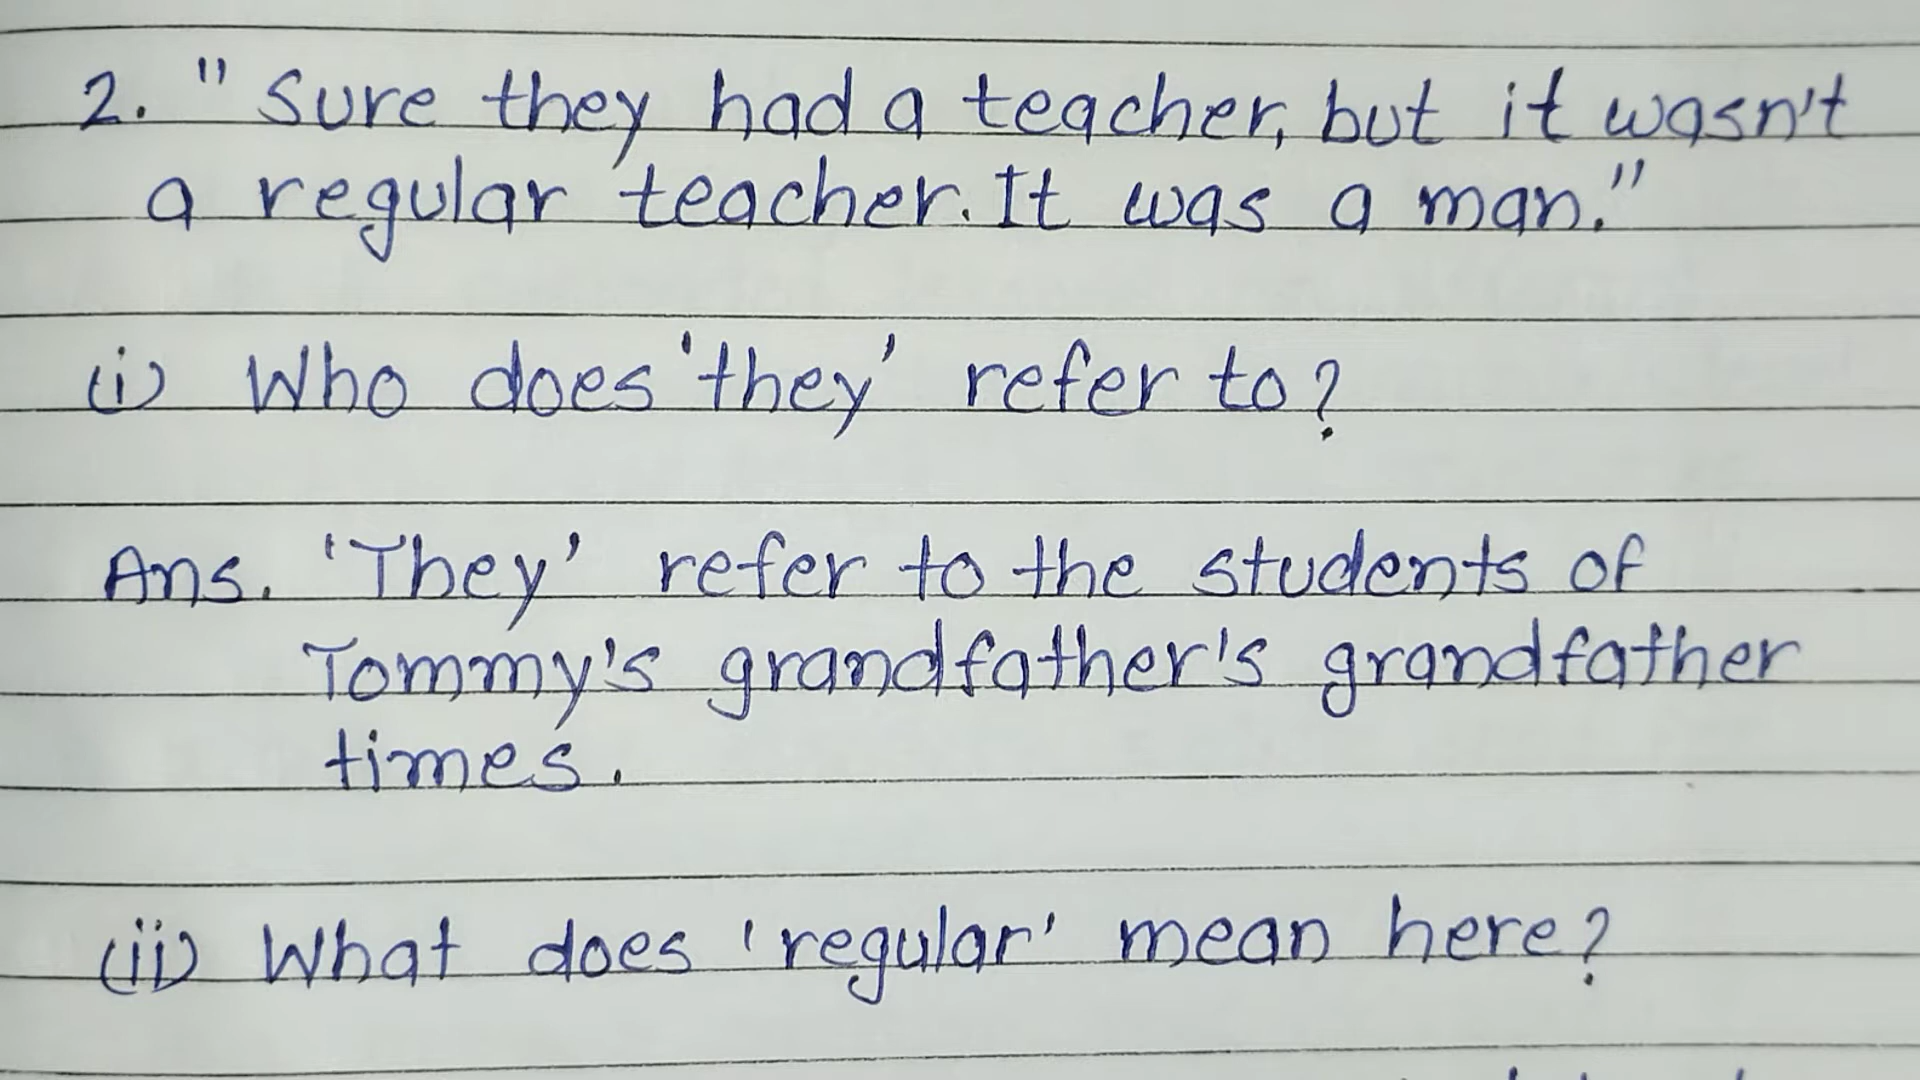 2. "Sure they had a teacher, but it wasn't
a regular teacher. It was a man."
(i) Who does 'they' refer to?
Ans. 'They' refer to the students of
Tommy's grandfather's grandfather
times.
(ii) What does 'regular' mean here?